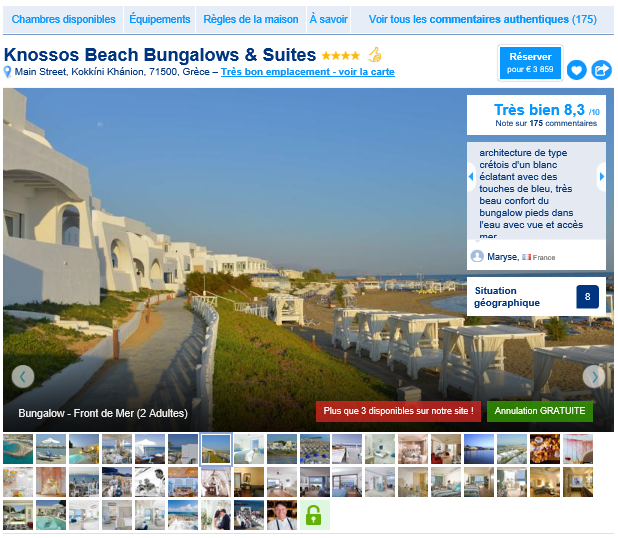 Chambres disponibles Équipements Règles de la maison À savoir Voir tous les commentaires authentiques (175)
Knossos Beach Bungalows & Suites
Réserver
pour € 3 859
Main Street, Kokkíni Khánion, 71500, Grèce – Très bon emplacement - voir la carte
Très bien 8,3 /10
Note sur 175 commentaires
architecture de type
crétois d'un blanc
éclatant avec des
touches de bleu, très
beau confort du
bungalow pieds dans
l'eau avec vue et accès
mer
Maryse, France
Situation
géographique
8
Bungalow - Front de Mer (2 Adultes)
Plus que 3 disponibles sur notre site !
Annulation GRATUITE